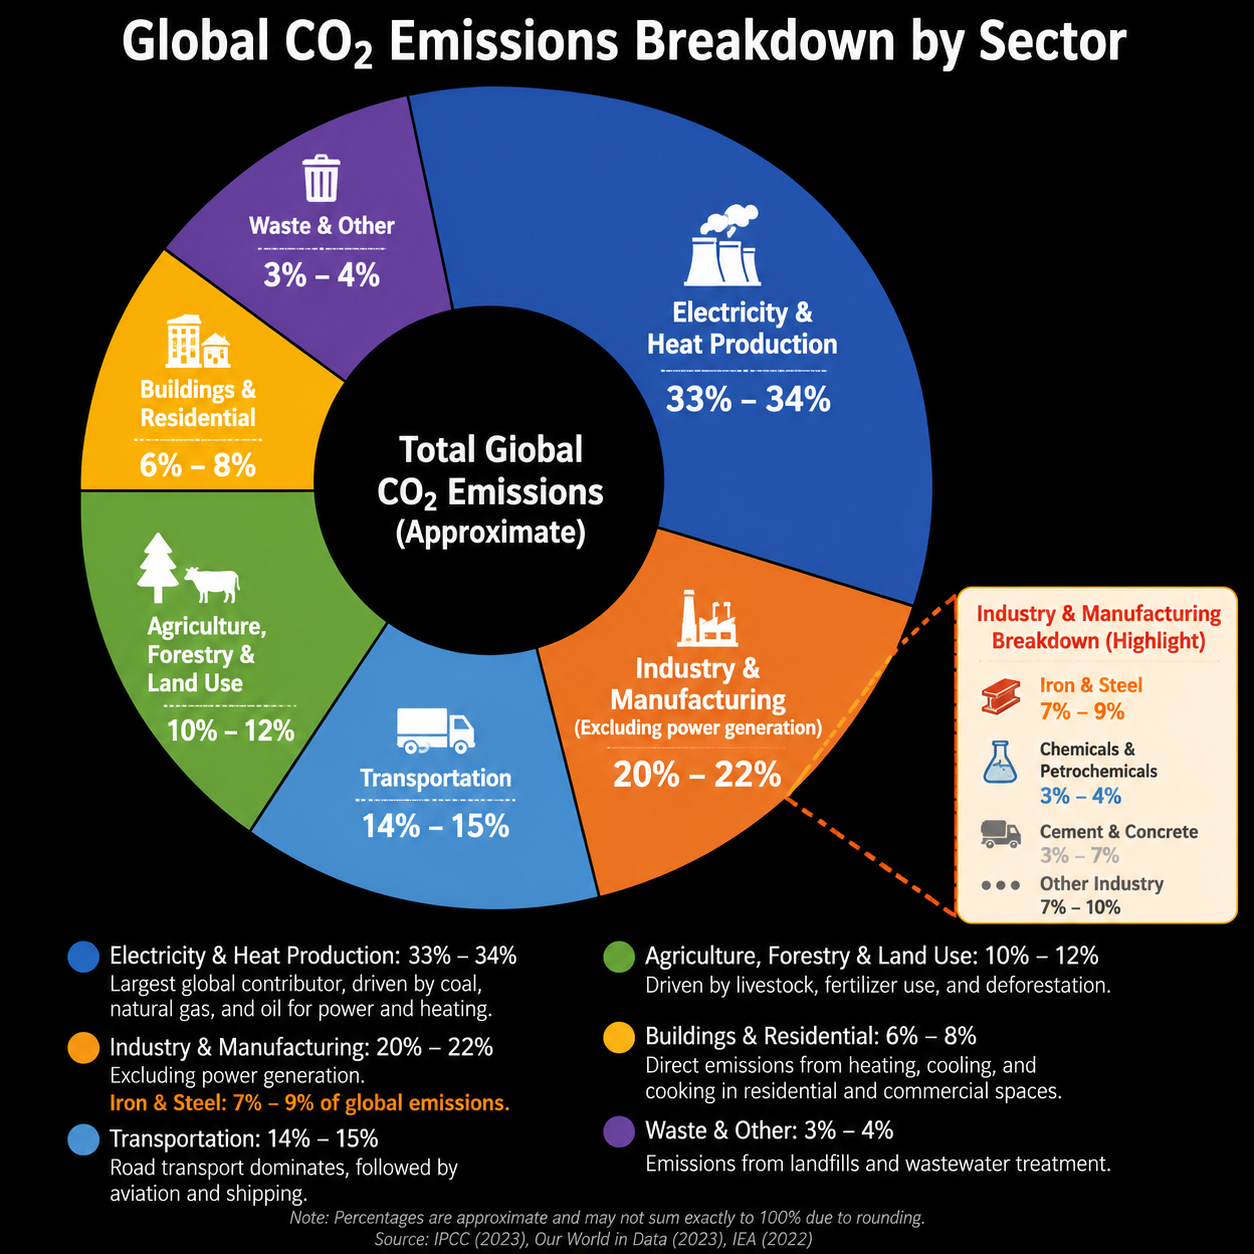 Global CO₂ Emissions Breakdown by Sector
Waste & Other
3% – 4%
Electricity &
Heat Production
33% – 34%
Buildings &
Residential
6% – 8%
Total Giobal
CO₂ Emissions
(Approximate)
Agriculture,
Forestry &
Land Use
10% – 12%
Transportation
14% – 15%
Industry &
Manufacturing
(Excluding power generation)
20% – 22%
Industry & Manufacturing
Breakdown (Highlight)
Iron & Steel
7% – 9%
Chemicals &
Petrochemicals
3% – 4%
Cement & Concrete
3% – 7%
Other Industry
7% – 10%
Electricity & Heat Production: 33% – 34%
Largest global contributor, driven by coal,
natural gas, and oil for power and heating.
Industry & Manufacturing: 20% – 22%
Excluding power generation.
Iron & Steel: 7% – 9% of global emissions.
Transportation: 14% – 15%
Road transport dominates, followed by
aviation and shipping.
Agriculture, Forestry & Land Use: 10% – 12%
Driven by livestock, fertilizer use, and deforestation.
Buildings & Residential: 6% – 8%
Direct emissions from heating, cooling, and
cooking in residential and commercial spaces.
Waste & Other: 3% – 4%
Emissions from landfills and wastewater treatment.
Note: Percentages are approximate and may not sum exactly to 100% due to rounding.
Source: IPCC (2023), Our World in Data (2023), IEA (2022)